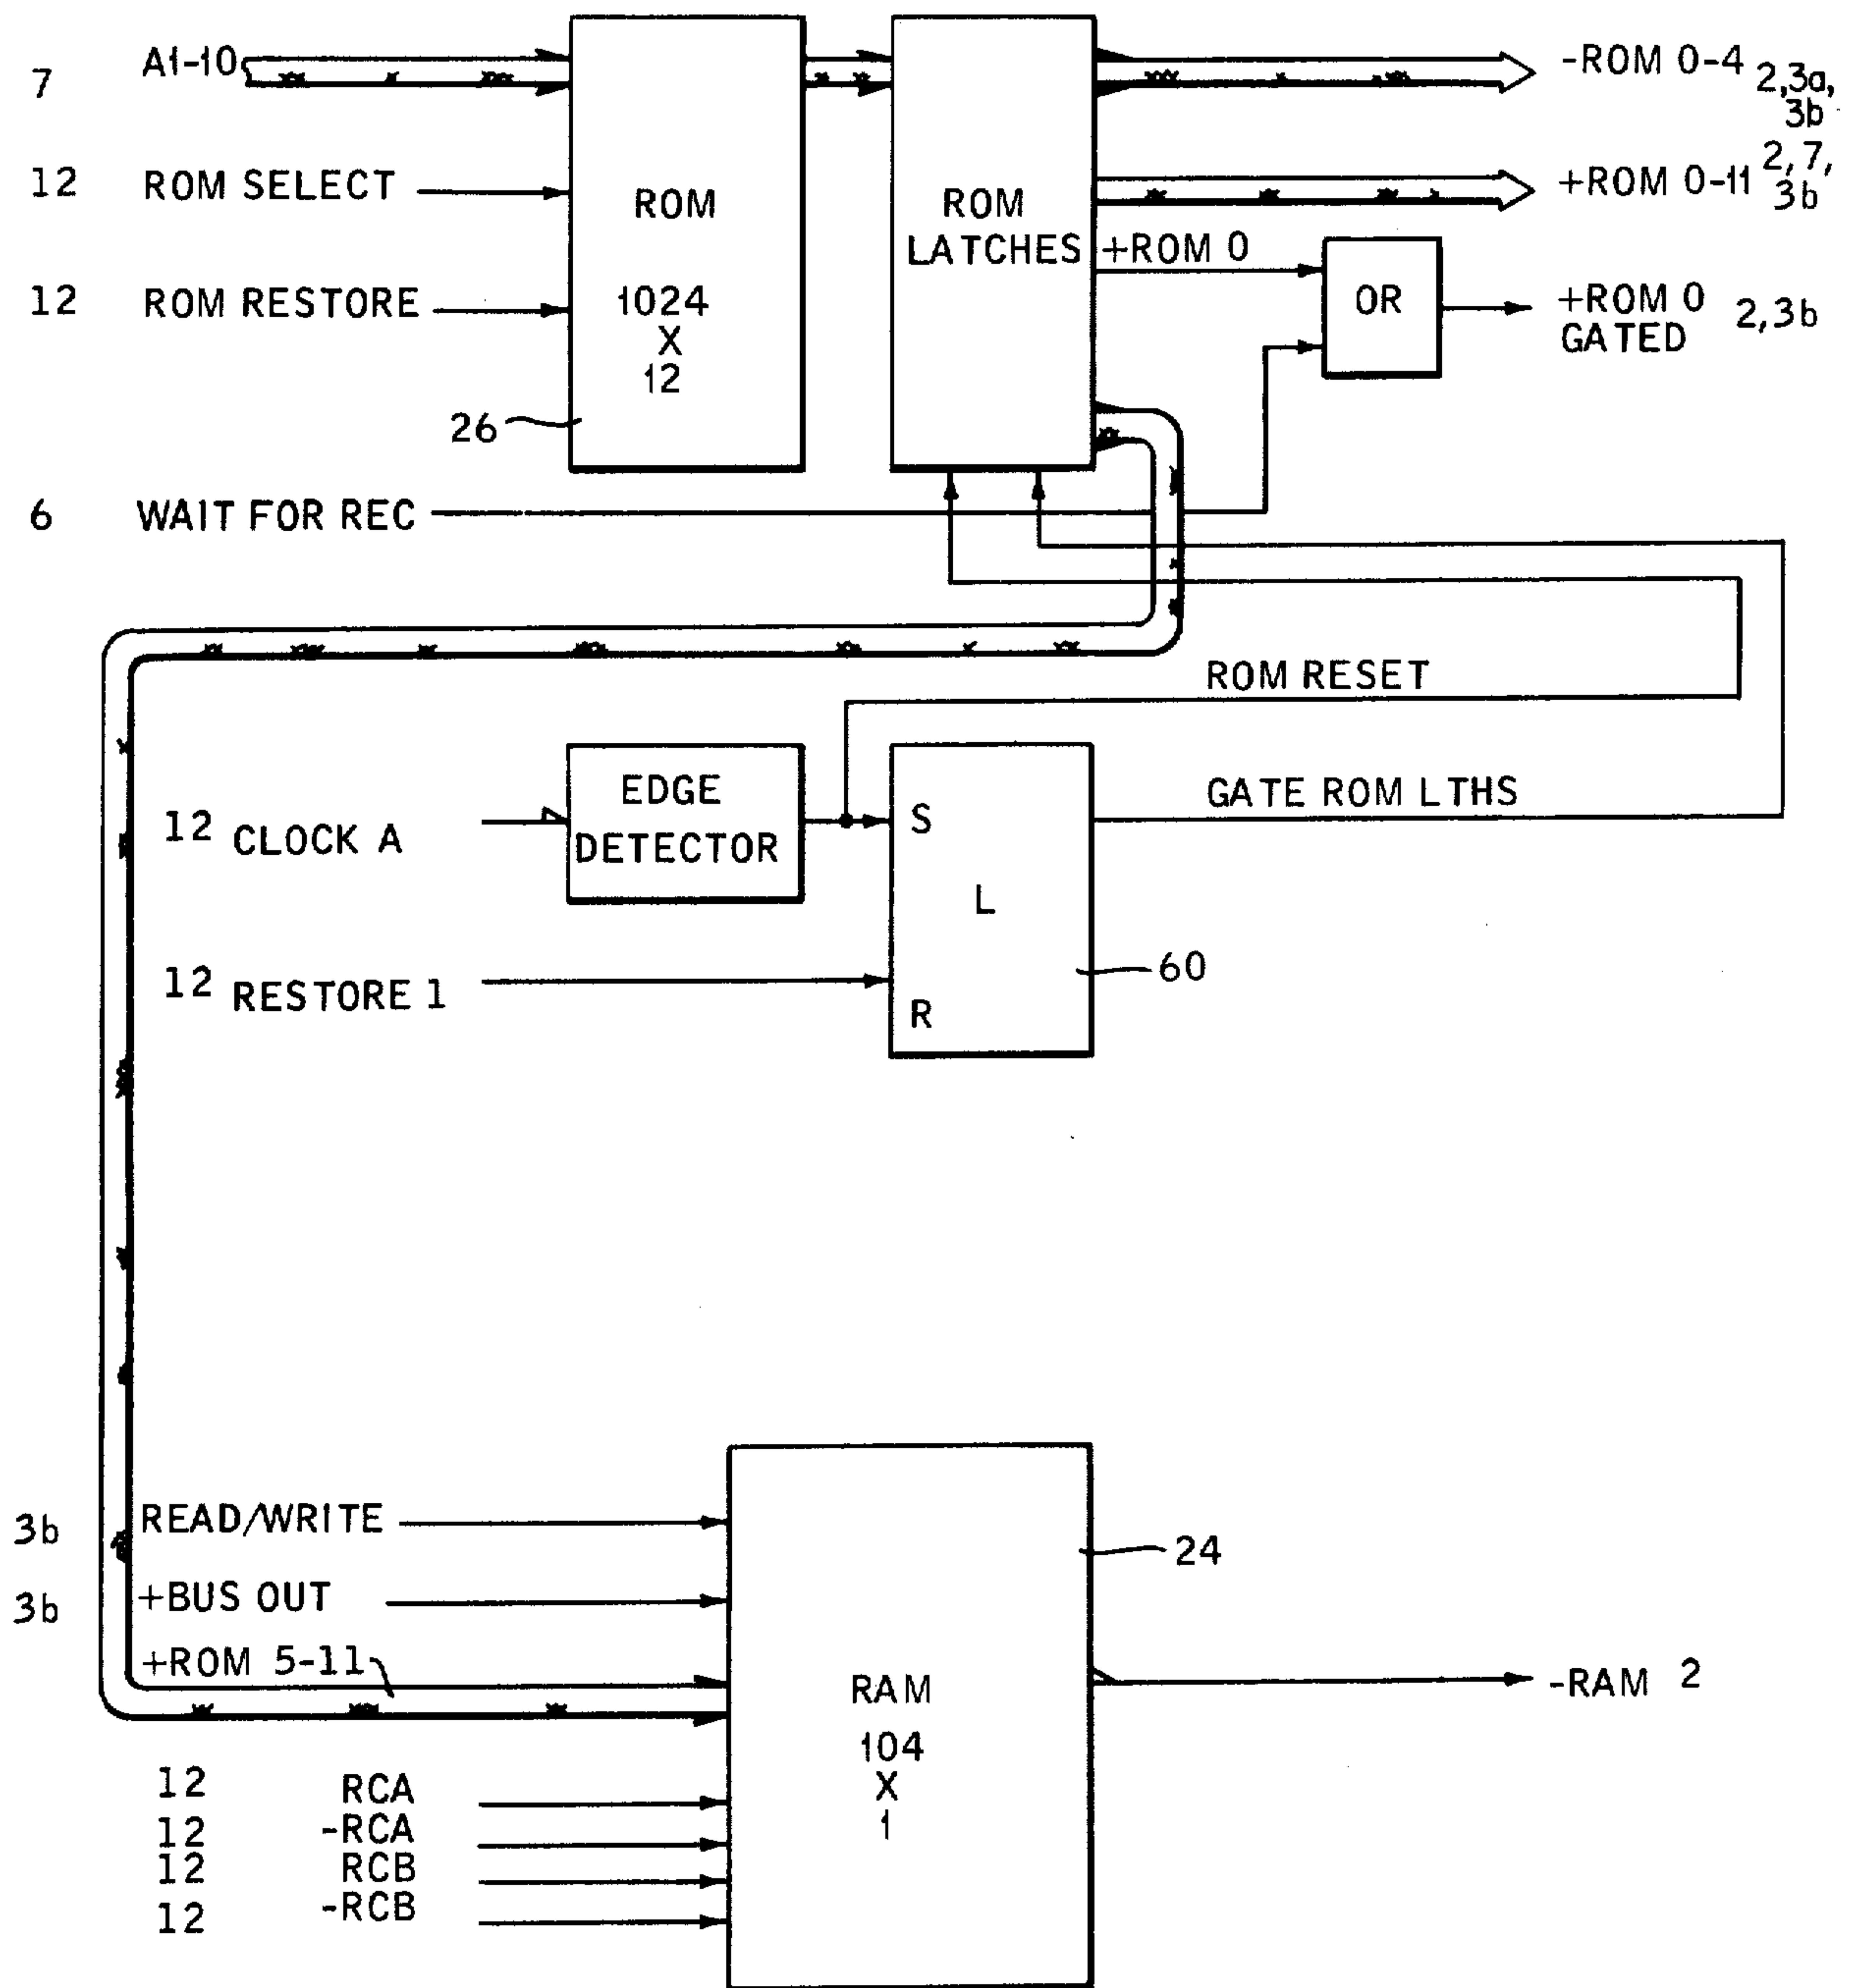 7 A1-10
-ROM 0-4 2,3a,
3b
12 ROM SELECT
ROM
ROM
LATCHES
+ROM 0-11 2,7,
3b
+ROM 0
OR
+ROM 0
GATED 2,3b
12 ROM RESTORE
1024
X
12
26
6 WAIT FOR REC
ROM RESET
EDGE
DETECTOR
GATE ROM LTHS
12 CLOCK A
S
L
12 RESTORE 1
R
60
3b READ/WRITE
24
3b +BUS OUT
+ROM 5-11
RAM
104
X
1
-RAM 2
12 RCA
12 -RCA
12 RCB
12 -RCB